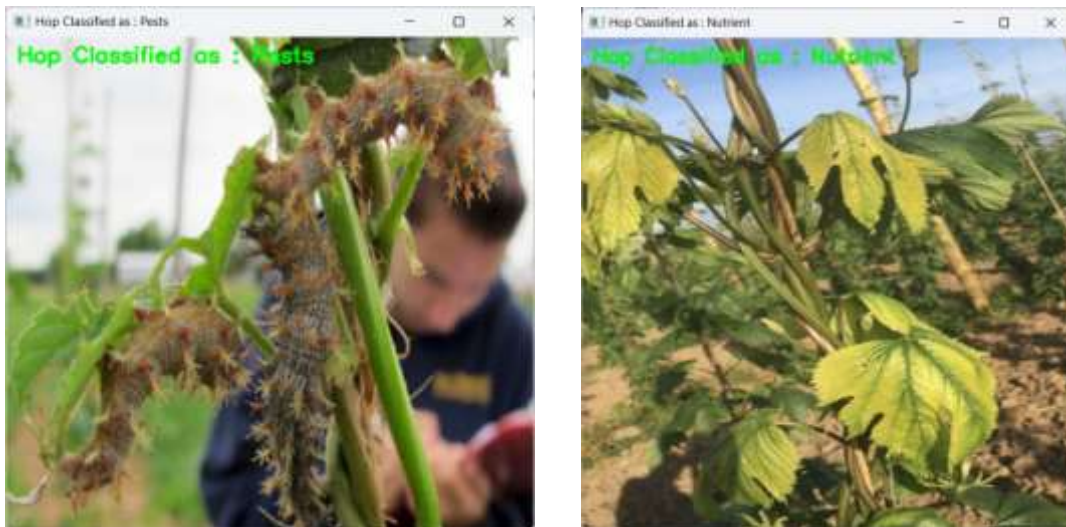 Hop Classified as : Pests
Hop Classified as : Pests
Hop Classified as : Nutrient
Hop Classified as : Nutrient